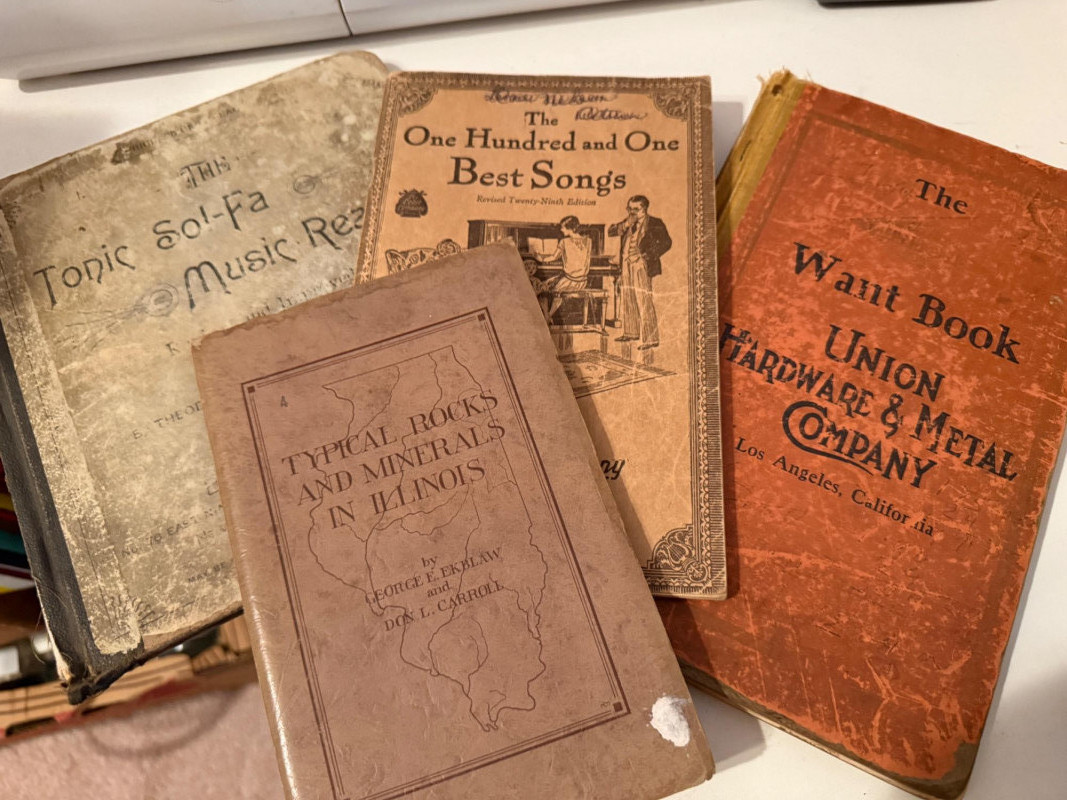 THE
Tonic Sol-Fa
Music
The
One Hundred and One
Best Songs
Revised Twenty-Ninth Edition
4
TYPICAL ROCKS
AND MINERALS
IN ILLINOIS
by
GEORGE E. EKBLAW
and
DON L. CARROLL
The
Want Book
UNION
HARDWARE & METAL
COMPANY
Los Angeles, California